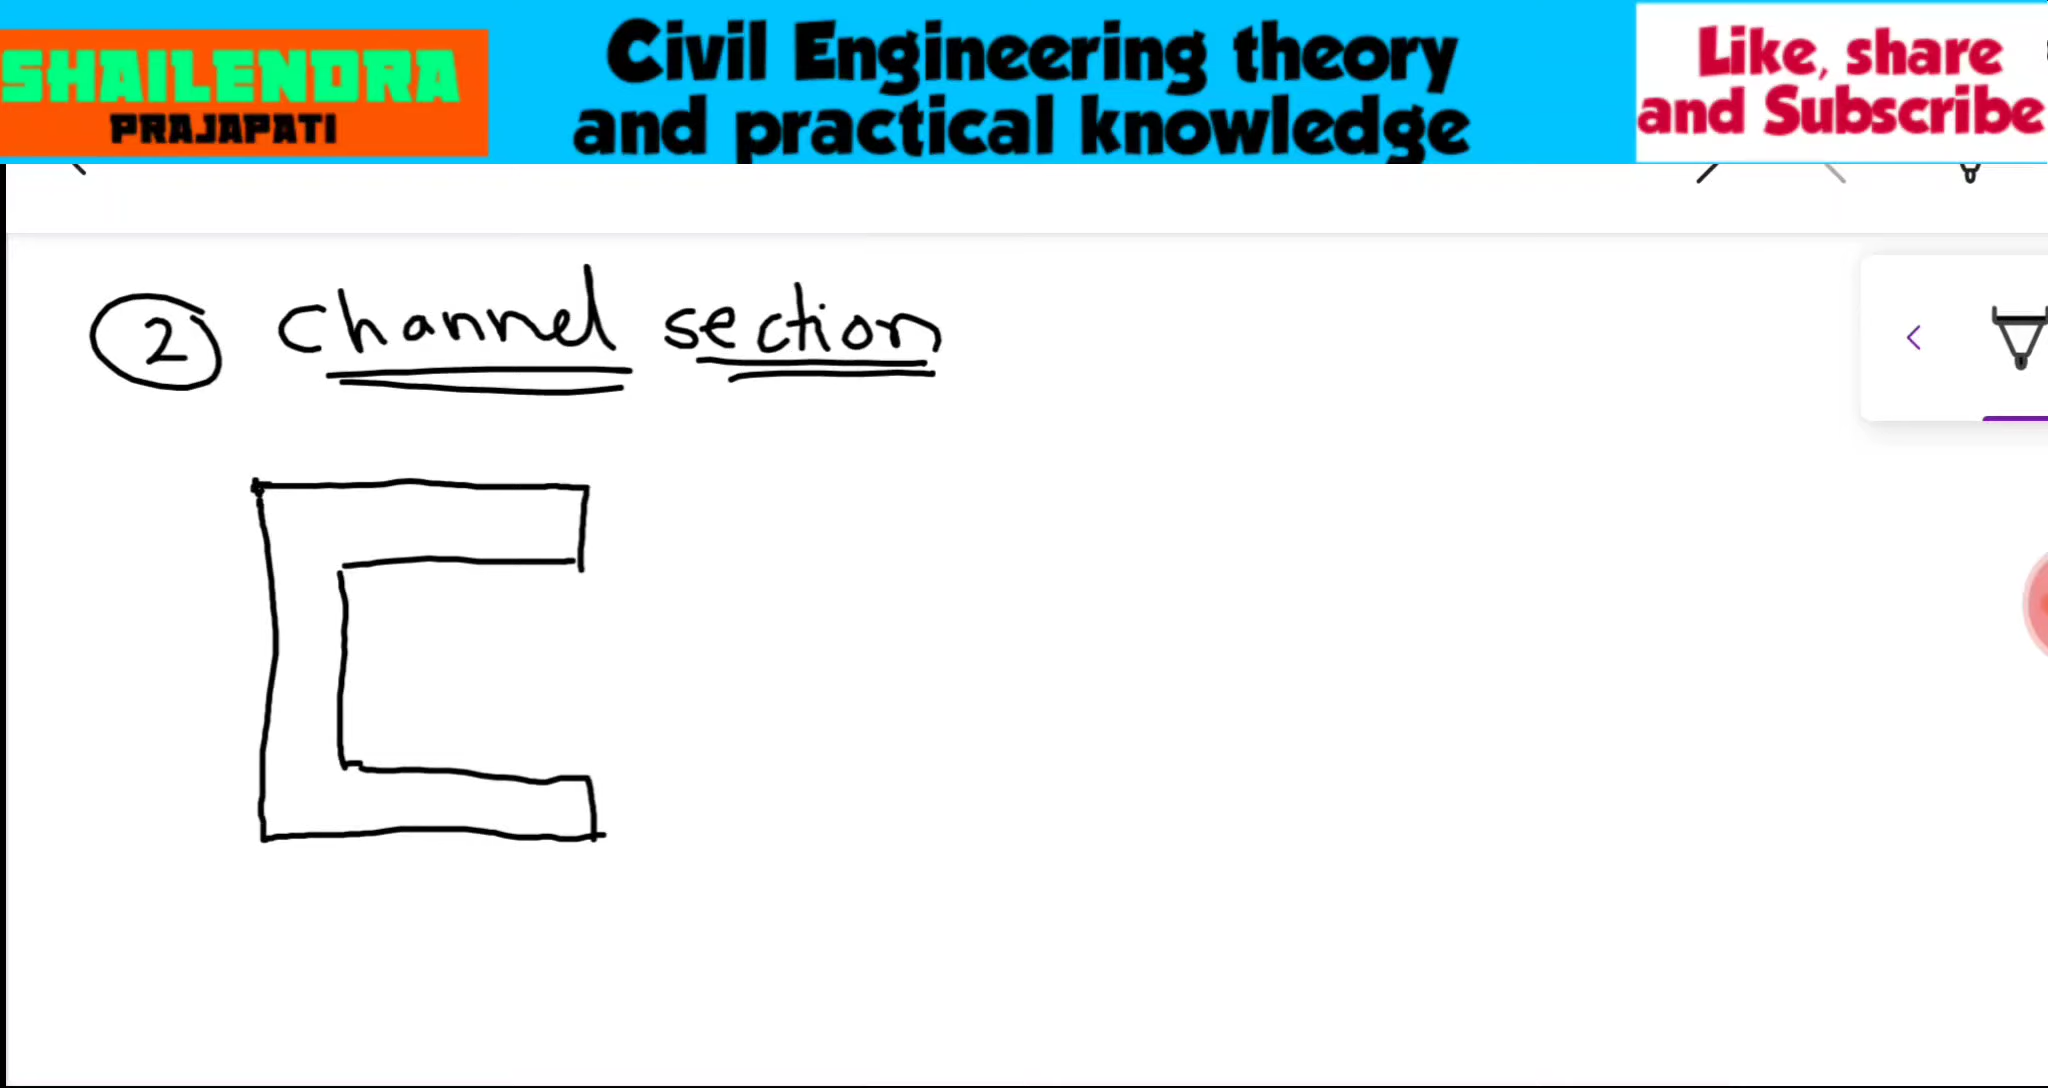 SHAILENDRA
PRAJAPATI
Civil Engineering theory
and practical knowledge
Like, share
and Subscribe
2 channel section